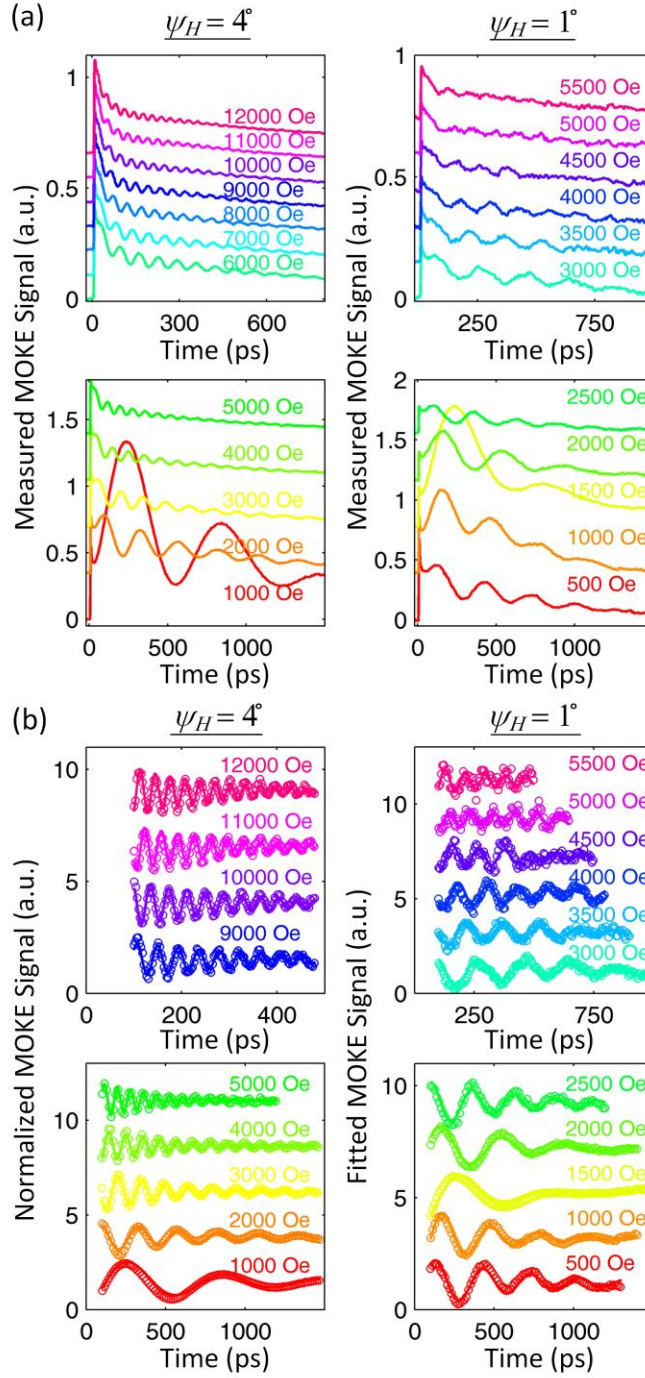 (a)
ψH = 4°
ψH = 1°
Measured MOKE Signal (a.u.)
1
0.5
0
12000 Oe
11000 Oe
10000 Oe
9000 Oe
8000 Oe
7000 Oe
6000 Oe
0 300 600
Time (ps)
Measured MOKE Signal (a.u.)
1
0.5
0
5500 Oe
5000 Oe
4500 Oe
4000 Oe
3500 Oe
3000 Oe
250 750
Time (ps)
Measured MOKE Signal (a.u.)
1.5
1
0.5
0
5000 Oe
4000 Oe
3000 Oe
2000 Oe
1000 Oe
0 500 1000
Time (ps)
Measured MOKE Signal (a.u.)
2
1.5
1
0.5
0
2500 Oe
2000 Oe
1500 Oe
1000 Oe
500 Oe
0 500 1000
Time (ps)
(b)
ψH = 4°
ψH = 1°
Normalized MOKE Signal (a.u.)
10
5
0
12000 Oe
11000 Oe
10000 Oe
9000 Oe
0 200 400
Time (ps)
Fitted MOKE Signal (a.u.)
10
5
0
5500 Oe
5000 Oe
4500 Oe
4000 Oe
3500 Oe
3000 Oe
250 750
Time (ps)
10
5
0
5000 Oe
4000 Oe
3000 Oe
2000 Oe
1000 Oe
0 500 1000
Time (ps)
10
5
0
2500 Oe
2000 Oe
1500 Oe
1000 Oe
500 Oe
0 500 1000
Time (ps)